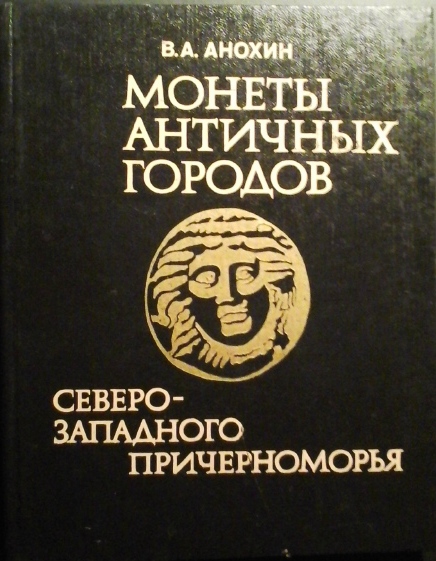 В.А. АНОХИН
МОНЕТЫ
АНТИЧНЫХ
ГОРОДОВ
СЕВЕРО-
ЗАПАДНОГО
ПРИЧЕРНОМОРЬЯ